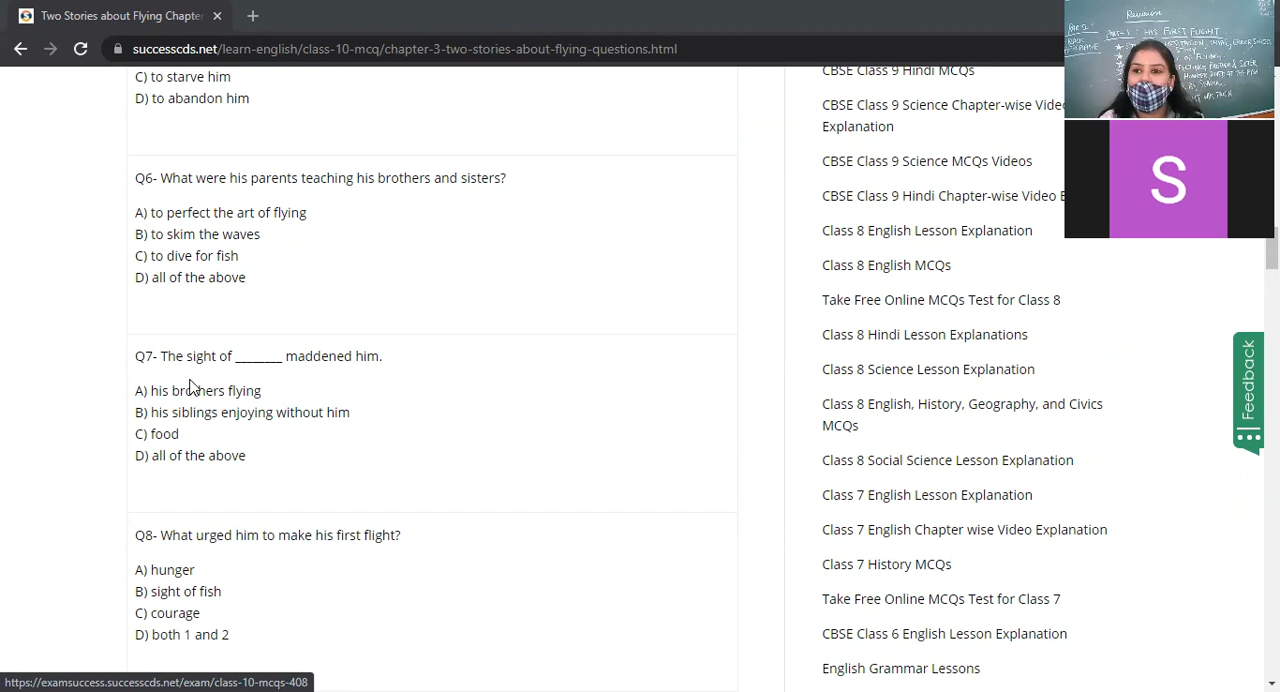 Two Stories about Flying Chapter
successcds.net/learn-english/class-10-mcq/chapter-3-two-stories-about-flying-questions.html
C) to starve him
D) to abandon him
Q6- What were his parents teaching his brothers and sisters?
A) to perfect the art of flying
B) to skim the waves
C) to dive for fish
D) all of the above
Q7- The sight of ________ maddened him.
A) his brothers flying
B) his siblings enjoying without him
C) food
D) all of the above
Q8- What urged him to make his first flight?
A) hunger
B) sight of fish
C) courage
D) both 1 and 2
https://examsuccess.successcds.net/exam/class-10-mcqs-408
CBSE Class 9 Hindi MCQs
CBSE Class 9 Science Chapter-wise Video
Explanation
CBSE Class 9 Science MCQs Videos
CBSE Class 9 Hindi Chapter-wise Video E
Class 8 English Lesson Explanation
Class 8 English MCQs
Take Free Online MCQs Test for Class 8
Class 8 Hindi Lesson Explanations
Class 8 Science Lesson Explanation
Class 8 English, History, Geography, and Civics
MCQs
Class 8 Social Science Lesson Explanation
Class 7 English Lesson Explanation
Class 7 English Chapter wise Video Explanation
Class 7 History MCQs
Take Free Online MCQs Test for Class 7
CBSE Class 6 English Lesson Explanation
English Grammar Lessons
Revision
PART-1: HIS FIRST FLIGHT
S
Feedback